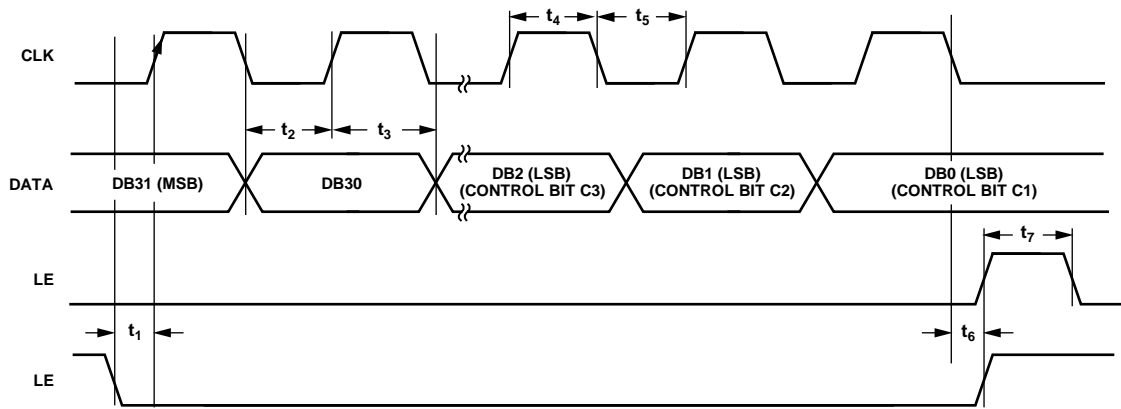 t4
t5
CLK
t2
t3
DATA
DB31 (MSB)
DB30
DB2 (LSB)
(CONTROL BIT C3)
DB1 (LSB)
(CONTROL BIT C2)
DB0 (LSB)
(CONTROL BIT C1)
t7
LE
t1
t6
LE